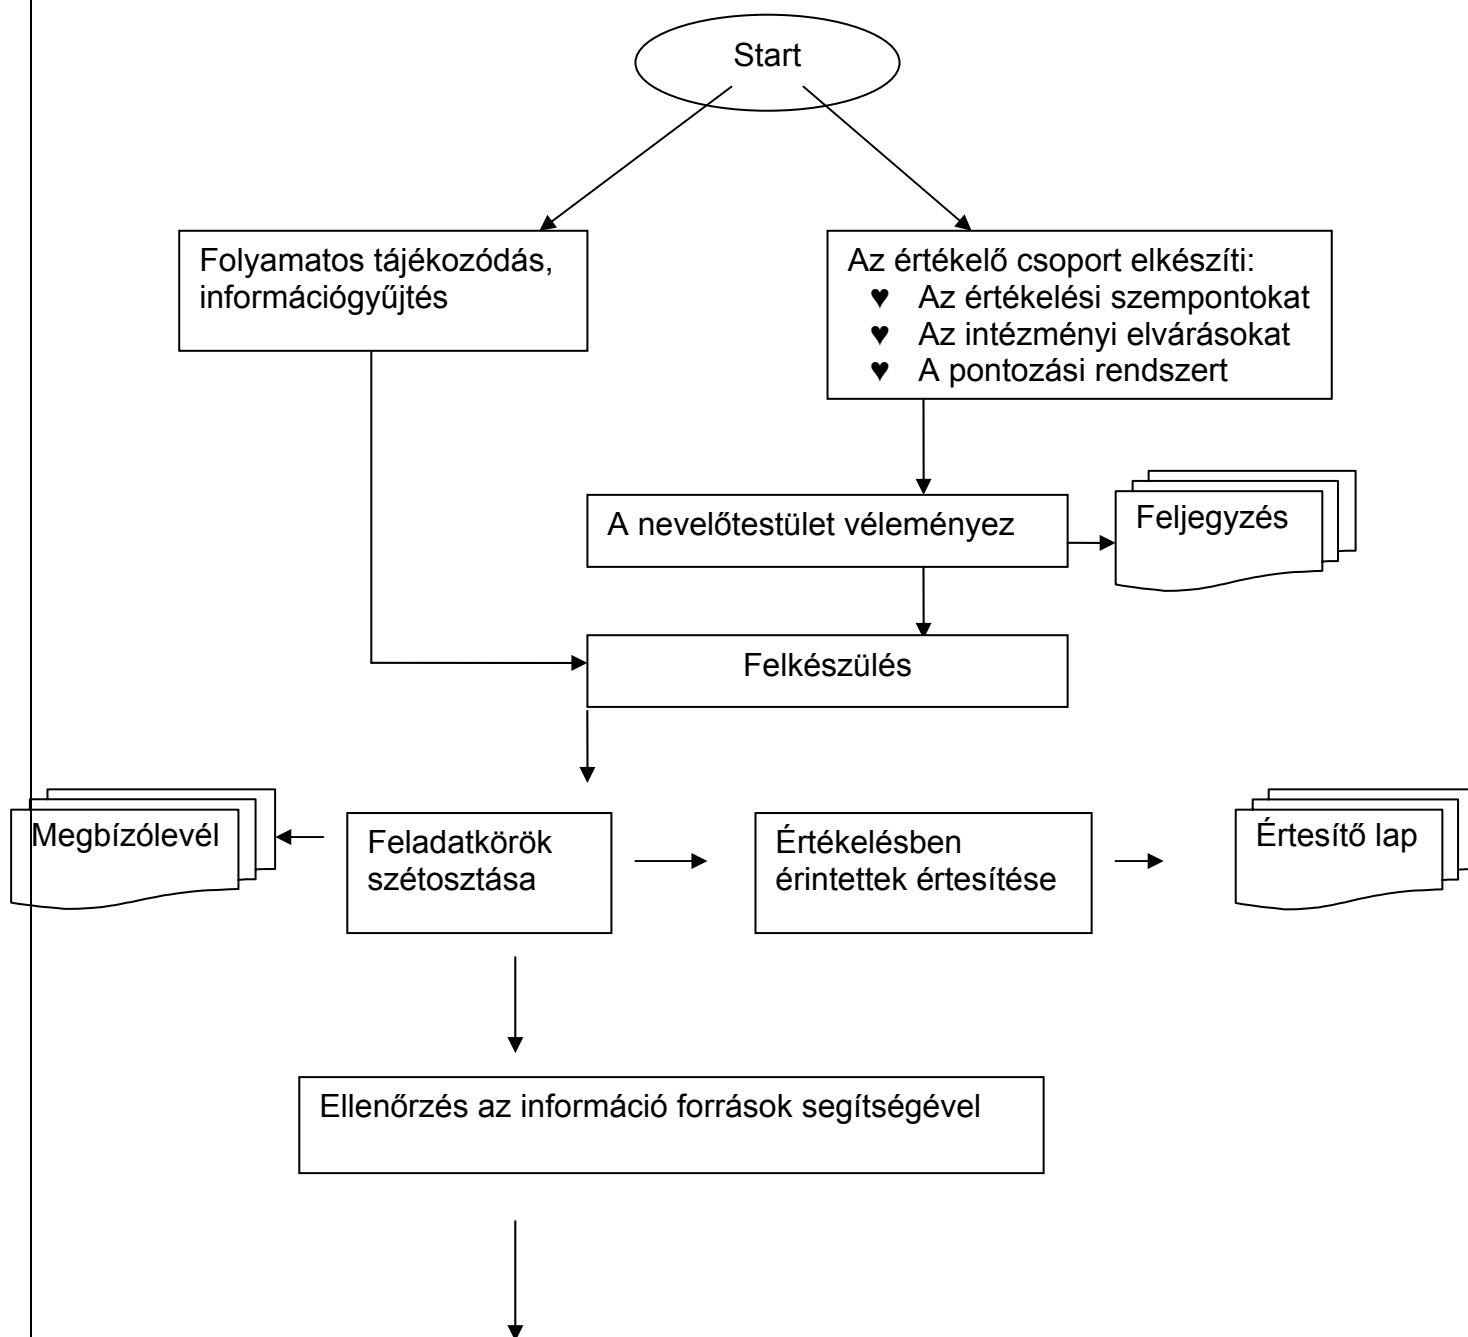 Start
Folyamatos tájékozódás,
információgyűjtés
Az értékelő csoport elkészíti:
♥ Az értékelési szempontokat
♥ Az intézményi elvárásokat
♥ A pontozási rendszert
A nevelőtestület véleményez
Feljegyzés
Felkészülés
Megbízólevél
Feladatkörök
szétosztása
Értékelésben
érintettek értesítése
Értesítő lap
Ellenőrzés az információ források segítségével